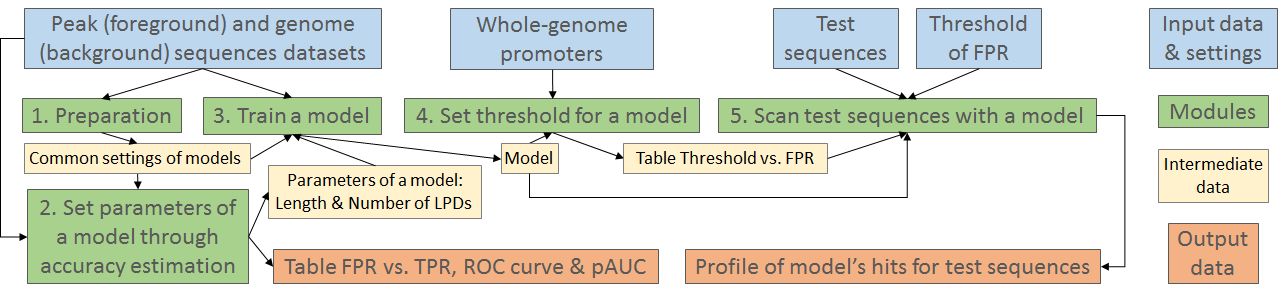 Peak (foreground) and genome
(background) sequences datasets
Whole-genome
promoters
Test
sequences
Threshold
of FPR
Input data
& settings
1. Preparation
3. Train a model
4. Set threshold for a model
5. Scan test sequences with a model
Modules
Common settings of models
Model
Table Threshold vs. FPR
Intermediate
data
Parameters of a model:
Length & Number of LPDs
2. Set parameters of
a model through
accuracy estimation
Table FPR vs. TPR, ROC curve & pAUC
Profile of model’s hits for test sequences
Output
data